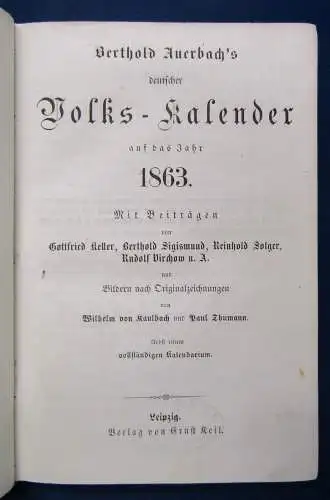 Berthold Auerbach's
deutscher
Volks-Kalender
auf das Jahr
1863.
Mit Beiträgen
von
Gottfried Keller, Berthold Sigismund, Reinhold Solger,
Rudolf Virchow u. A.
und
Bildern nach Originalzeichnungen
von
Wilhelm von Kaulbach und Paul Thumann.
Nebst einem
vollständigen Kalendarium.
Leipzig.
Verlag von Ernst Keil.